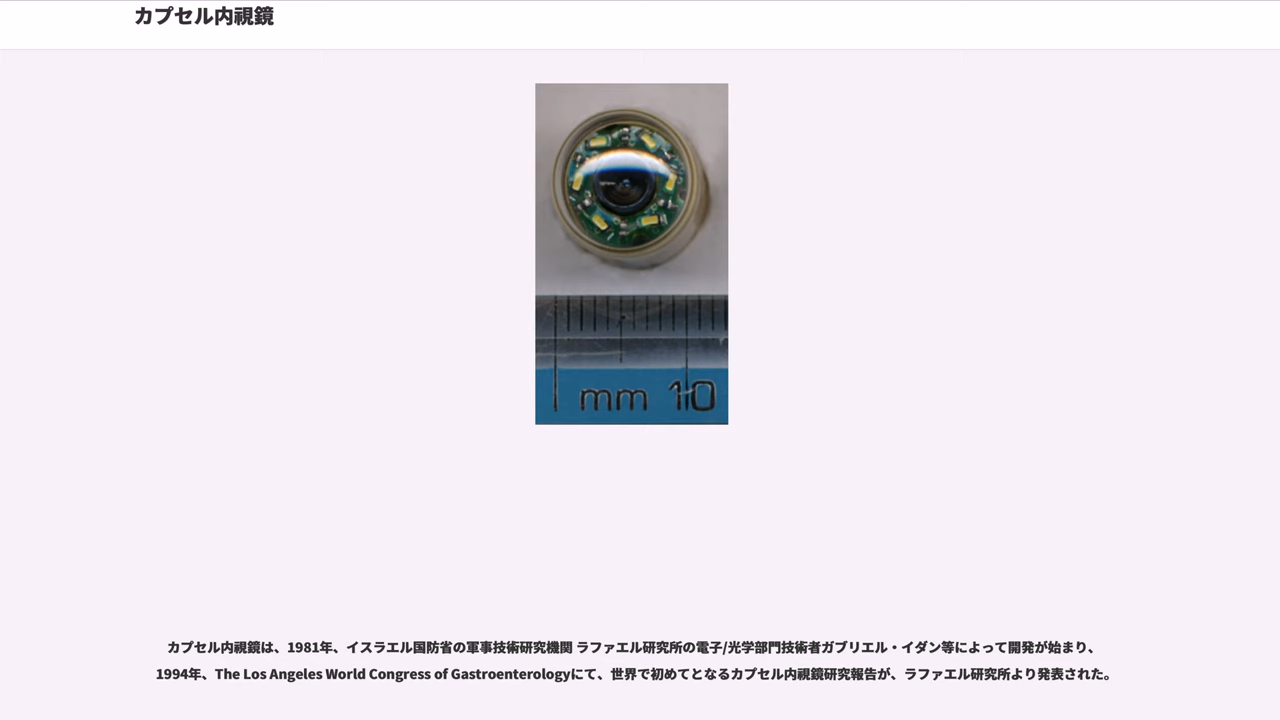 カプセル内視鏡
mm 10
カプセル内視鏡は、1981年、イスラエル国防省の軍事技術研究機関 ラファエル研究所の電子/光学部門技術者ガブリエル・イダン等によって開発が始まり、
1994年、The Los Angeles World Congress of Gastroenterologyにて、世界で初めてとなるカプセル内視鏡研究報告が、ラファエル研究所より発表された。